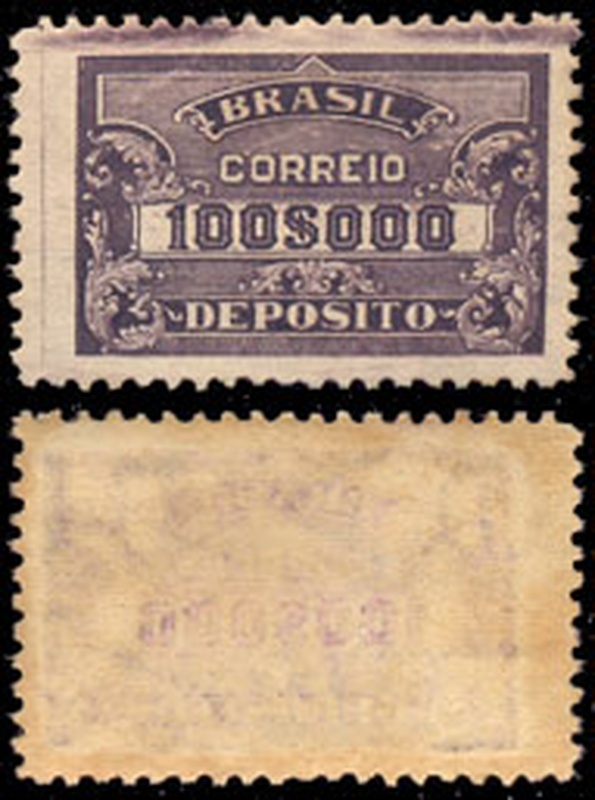 BRASIL
CORREIO
100$000
DEPOSITO